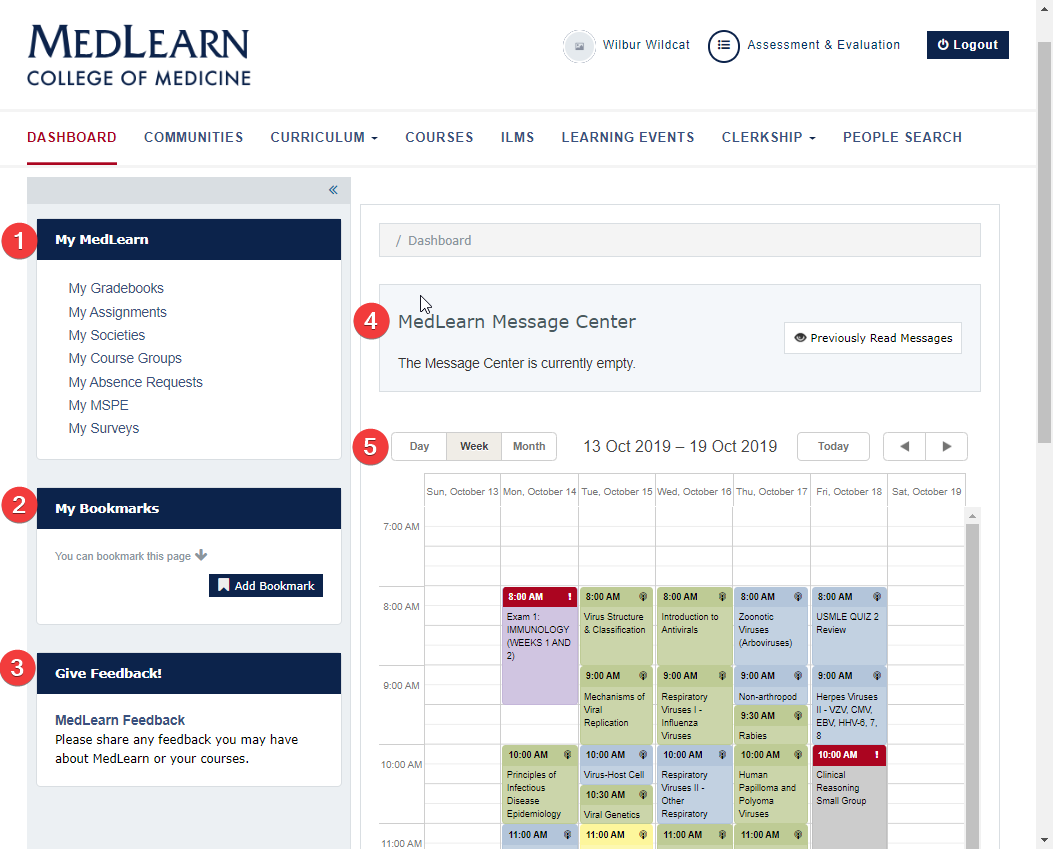 MEDLEARN
COLLEGE OF MEDICINE
Wilbur Wildcat
Assessment & Evaluation
Logout
DASHBOARD COMMUNITIES CURRICULUM COURSES ILMS LEARNING EVENTS CLERKSHIP PEOPLE SEARCH
«
1
My MedLearn
My Gradebooks
My Assignments
My Societies
My Course Groups
My Absence Requests
My MSPE
My Surveys
2
My Bookmarks
You can bookmark this page
Add Bookmark
3
Give Feedback!
MedLearn Feedback
Please share any feedback you may have
about MedLearn or your courses.
/ Dashboard
4
MedLearn Message Center
Previously Read Messages
The Message Center is currently empty.
5
Day Week Month
13 Oct 2019 – 19 Oct 2019
Today
Sun, October 13 Mon, October 14 Tue, October 15 Wed, October 16 Thu, October 17 Fri, October 18 Sat, October 19
7:00 AM
8:00 AM
9:00 AM
10:00 AM
11:00 AM
8:00 AM !
Exam 1:
IMMUNOLOGY
(WEEKS 1 AND
2)
10:00 AM
Principles of
Infectious
Disease
Epidemiology
11:00 AM
8:00 AM
Virus Structure
& Classification
9:00 AM
Mechanisms of
Viral
Replication
10:00 AM
Virus-Host Cell
10:30 AM
Viral Genetics
11:00 AM
8:00 AM
Introduction to
Antivirals
9:00 AM
Respiratory
Viruses I -
Influenza
Viruses
10:00 AM
Respiratory
Viruses II -
Other
Respiratory
11:00 AM
8:00 AM
Zoonotic
Viruses
(Arboviruses)
9:00 AM
Non-arthropod
9:30 AM
Rabies
10:00 AM
Human
Papilloma and
Polyoma
Viruses
11:00 AM
8:00 AM
USMLE QUIZ 2
Review
9:00 AM
Herpes Viruses
II - VZV, CMV,
EBV, HHV-6, 7,
8
10:00 AM !
Clinical
Reasoning
Small Group